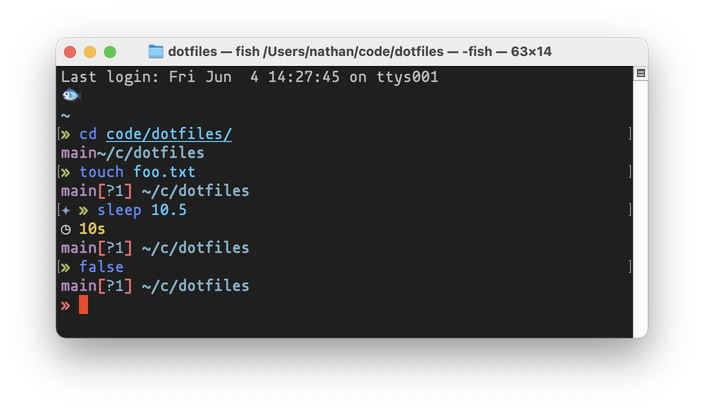 dotfiles — fish /Users/nathan/code/dotfiles — -fish — 63×14
Last login: Fri Jun  4 14:27:45 on ttys001
🐟
~
» cd code/dotfiles/
main~/c/dotfiles
» touch foo.txt
main[?1] ~/c/dotfiles
✦ » sleep 10.5
◷ 10s
main[?1] ~/c/dotfiles
» false
main[?1] ~/c/dotfiles
»